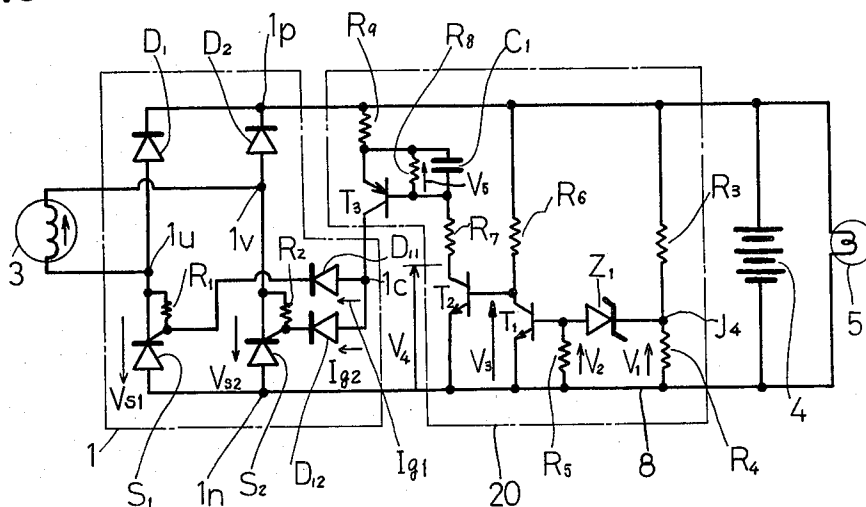 D₁
D₂
1p
R₉
R₈
C₁
V₅
T₃
R₇
R₆
R₃
3
1u
1v
R₁
R₂
D₁₁
1c
T₂
T₁
Z₁
J₄
5
Vs1
Vs2
Ig2
V₄
V₃
V₂
V₁
4
1
S₁
1n
S₂
D₁₂
Ig1
20
R₅
8
R₄